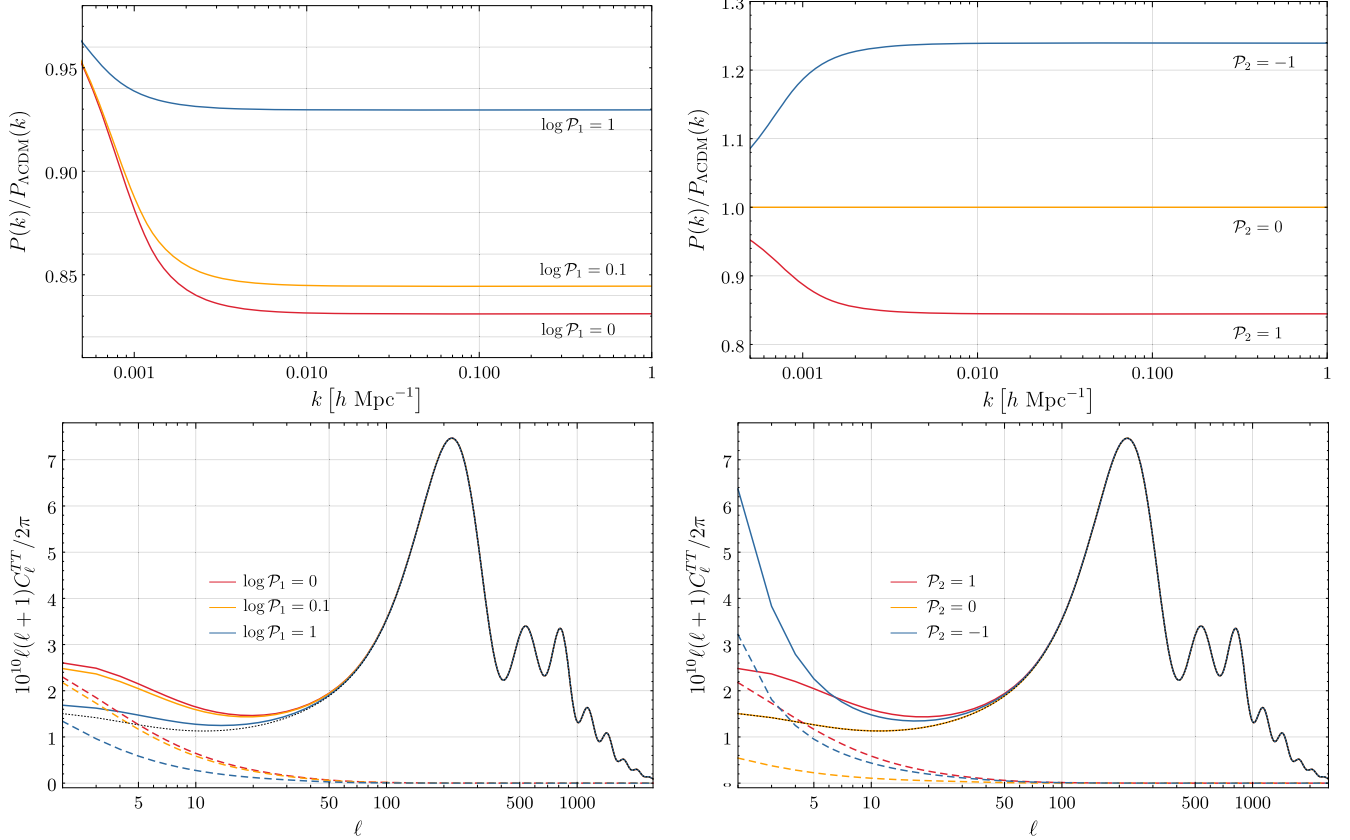 0.95
0.90
0.85
P(k)/P_ΛCDM(k)
log 𝒫₁ = 1
log 𝒫₁ = 0.1
log 𝒫₁ = 0
0.001 0.010 0.100 1
k [h Mpc⁻¹]
1.3
1.2
1.1
1.0
0.9
0.8
P(k)/P_ΛCDM(k)
𝒫₂ = −1
𝒫₂ = 0
𝒫₂ = 1
0.001 0.010 0.100 1
k [h Mpc⁻¹]
7
6
5
4
3
2
1
0
10¹⁰ℓ(ℓ + 1)C_ℓ^TT/2π
log 𝒫₁ = 0
log 𝒫₁ = 0.1
log 𝒫₁ = 1
5 10 50 100 500 1000
ℓ
7
6
5
4
3
2
1
10¹⁰ℓ(ℓ + 1)C_ℓ^TT/2π
𝒫₂ = 1
𝒫₂ = 0
𝒫₂ = −1
5 10 50 100 500 1000
ℓ